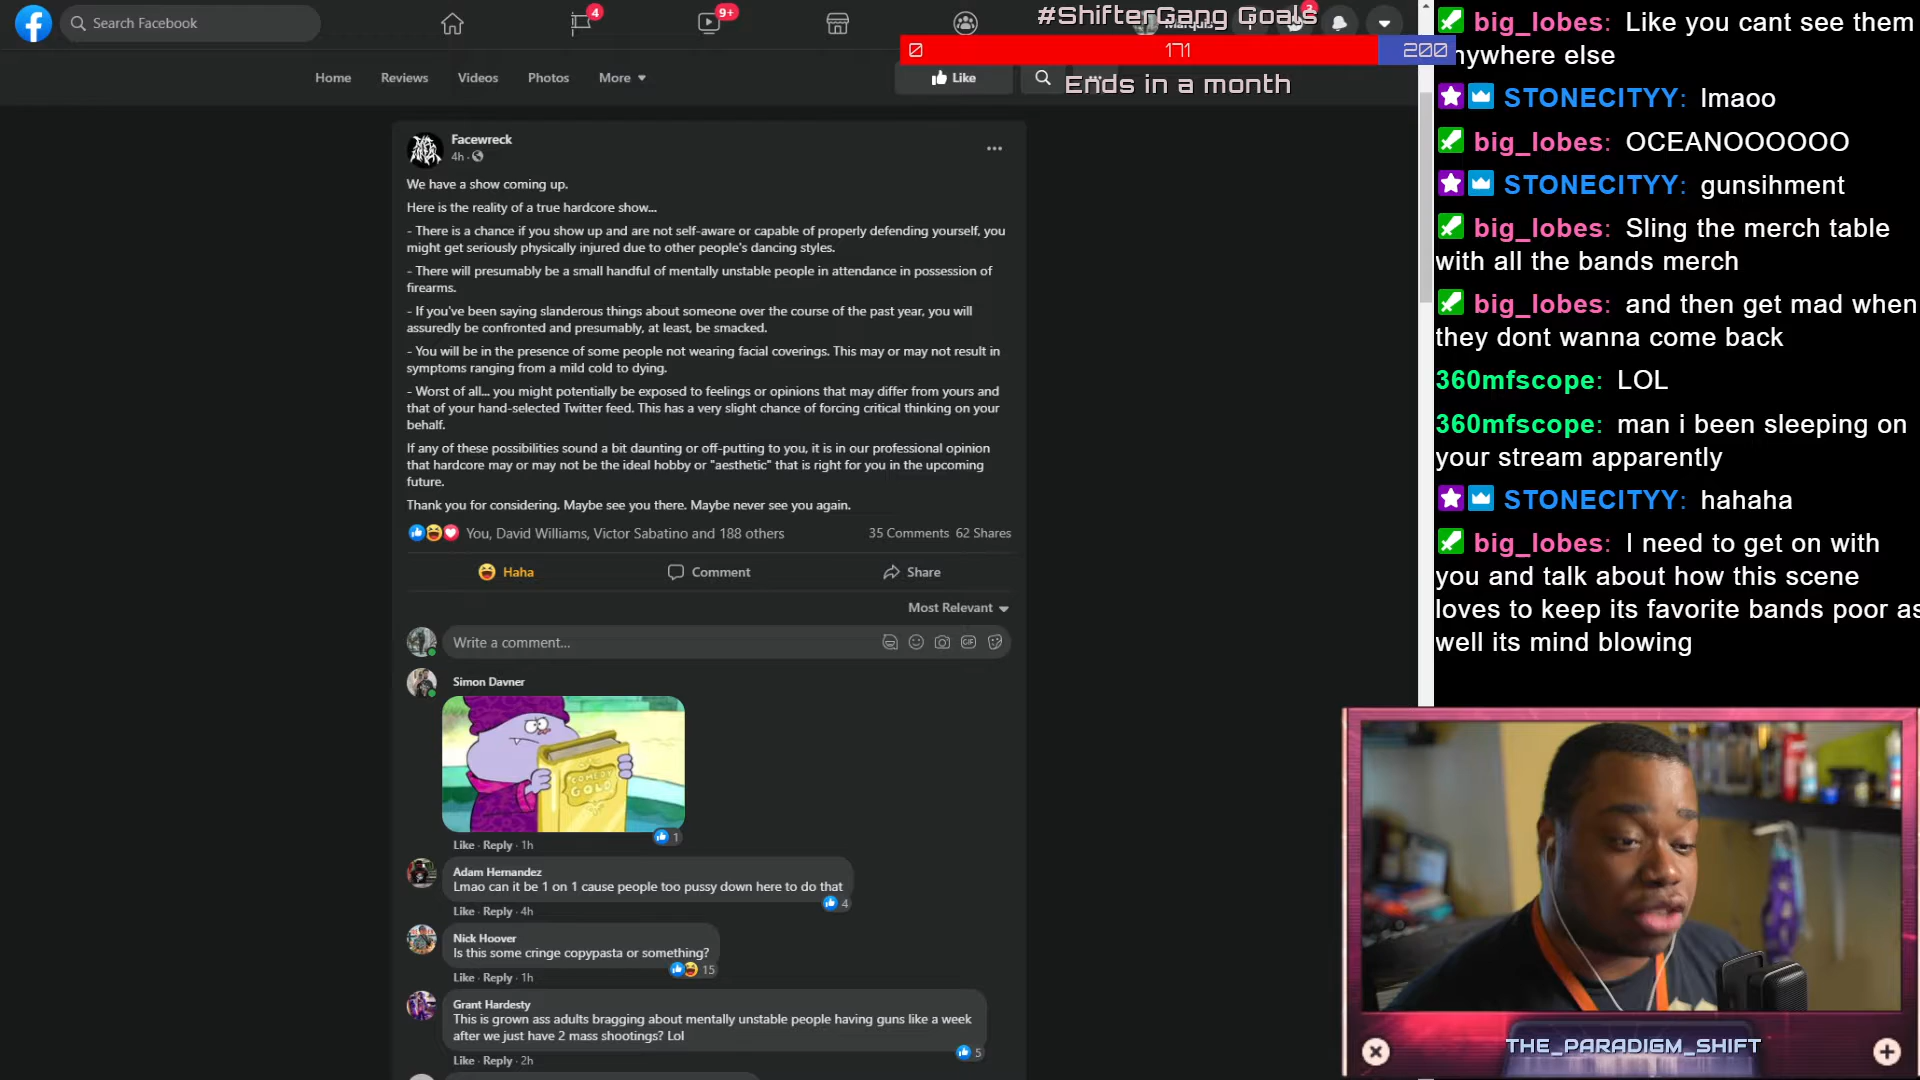 Search Facebook
4
9+
#ShifterGang Goals
0 171 200
Ends in a month
Home Reviews Videos Photos More
Like
Facewreck
4h
We have a show coming up.
Here is the reality of a true hardcore show...
- There is a chance if you show up and are not self-aware or capable of properly defending yourself, you
might get seriously physically injured due to other people's dancing styles.
- There will presumably be a small handful of mentally unstable people in attendance in possession of
firearms.
- If you've been saying slanderous things about someone over the course of the past year, you will
assuredly be confronted and presumably, at least, be smacked.
- You will be in the presence of some people not wearing facial coverings. This may or may not result in
symptoms ranging from a mild cold to dying.
- Worst of all... you might potentially be exposed to feelings or opinions that may differ from yours and
that of your hand-selected Twitter feed. This has a very slight chance of forcing critical thinking on your
behalf.
If any of these possibilities sound a bit daunting or off-putting to you, it is in our professional opinion
that hardcore may or may not be the ideal hobby or "aesthetic" that is right for you in the upcoming
future.
Thank you for considering. Maybe see you there. Maybe never see you again.
You, David Williams, Victor Sabatino and 188 others 35 Comments 62 Shares
Haha Comment Share
Most Relevant
Write a comment...
GIF
Simon Davner
COMEDY
GOLD
1
Like · Reply · 1h
Adam Hernandez
Lmao can it be 1 on 1 cause people too pussy down here to do that
4
Like · Reply · 4h
Nick Hoover
Is this some cringe copypasta or something?
15
Like · Reply · 1h
Grant Hardesty
This is grown ass adults bragging about mentally unstable people having guns like a week
after we just have 2 mass shootings? Lol
5
Like · Reply · 2h
big_lobes: Like you cant see them
nywhere else
STONECITYY: lmaoo
big_lobes: OCEANOOOOOO
STONECITYY: gunsihment
big_lobes: Sling the merch table
with all the bands merch
big_lobes: and then get mad when
they dont wanna come back
360mfscope: LOL
360mfscope: man i been sleeping on
your stream apparently
STONECITYY: hahaha
big_lobes: I need to get on with
you and talk about how this scene
loves to keep its favorite bands poor as
well its mind blowing
THE_PARADIGM_SHIFT